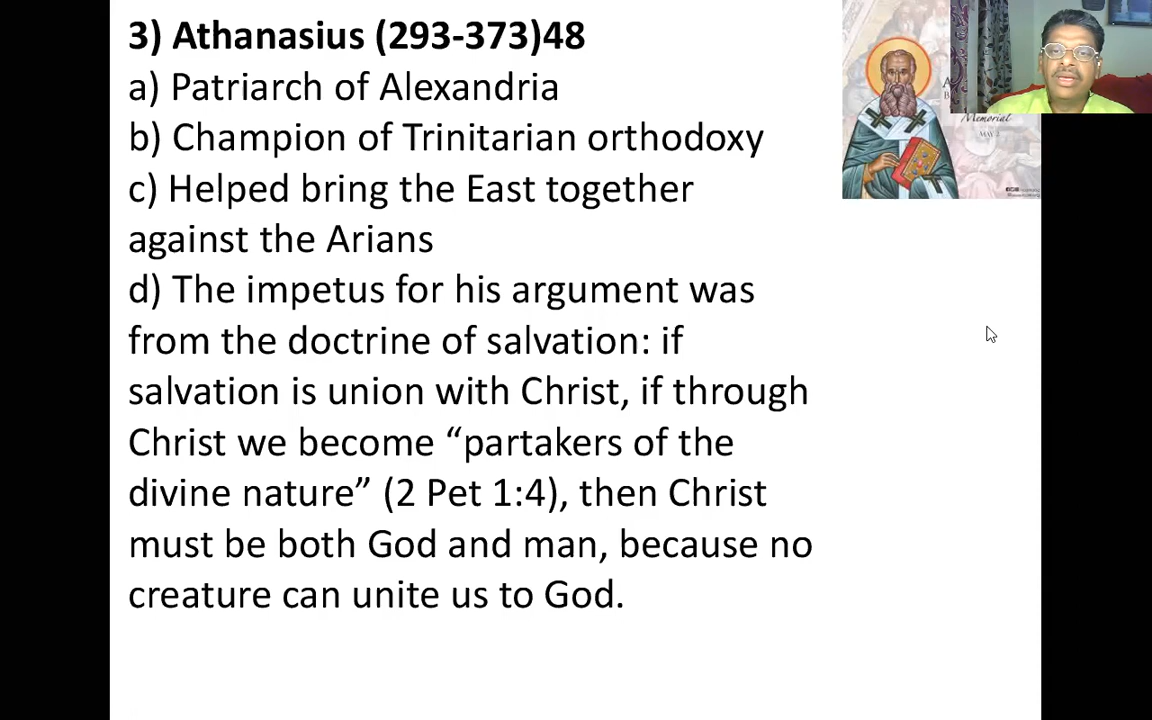 3) Athanasius (293-373)48
a) Patriarch of Alexandria
b) Champion of Trinitarian orthodoxy
c) Helped bring the East together
against the Arians
d) The impetus for his argument was
from the doctrine of salvation: if
salvation is union with Christ, if through
Christ we become “partakers of the
divine nature” (2 Pet 1:4), then Christ
must be both God and man, because no
creature can unite us to God.
Memorial
MAY 2